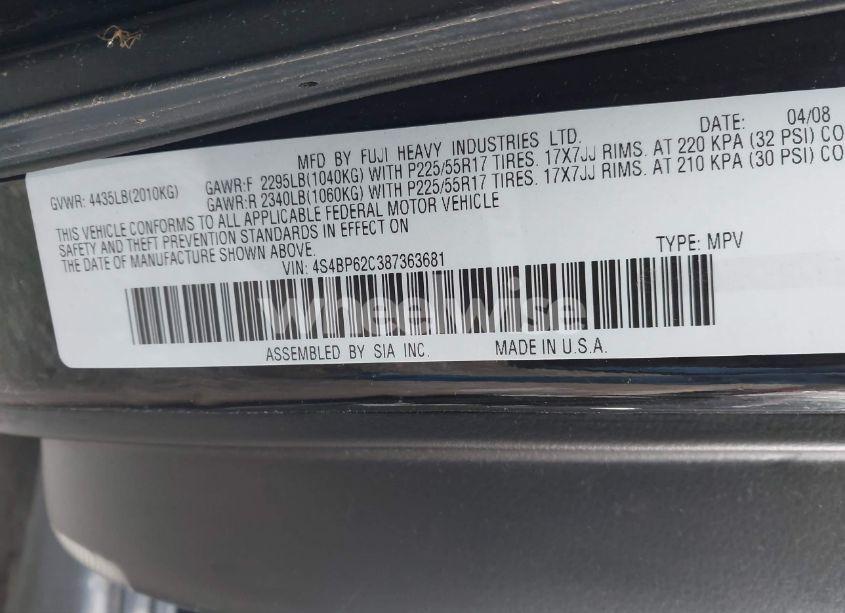 MFD BY FUJI HEAVY INDUSTRIES LTD. DATE: 04/08
GVWR: 4435LB(2010KG) GAWR:F 2295LB(1040KG) WITH P225/55R17 TIRES. 17X7JJ RIMS. AT 220 KPA (32 PSI) CO
GAWR:R 2340LB(1060KG) WITH P225/55R17 TIRES. 17X7JJ RIMS. AT 210 KPA (30 PSI) CO
THIS VEHICLE CONFORMS TO ALL APPLICABLE FEDERAL MOTOR VEHICLE
SAFETY AND THEFT PREVENTION STANDARDS IN EFFECT ON
THE DATE OF MANUFACTURE SHOWN ABOVE.
VIN: 4S4BP62C387363681 TYPE: MPV
wheelwise
ASSEMBLED BY SIA INC. MADE IN U.S.A.